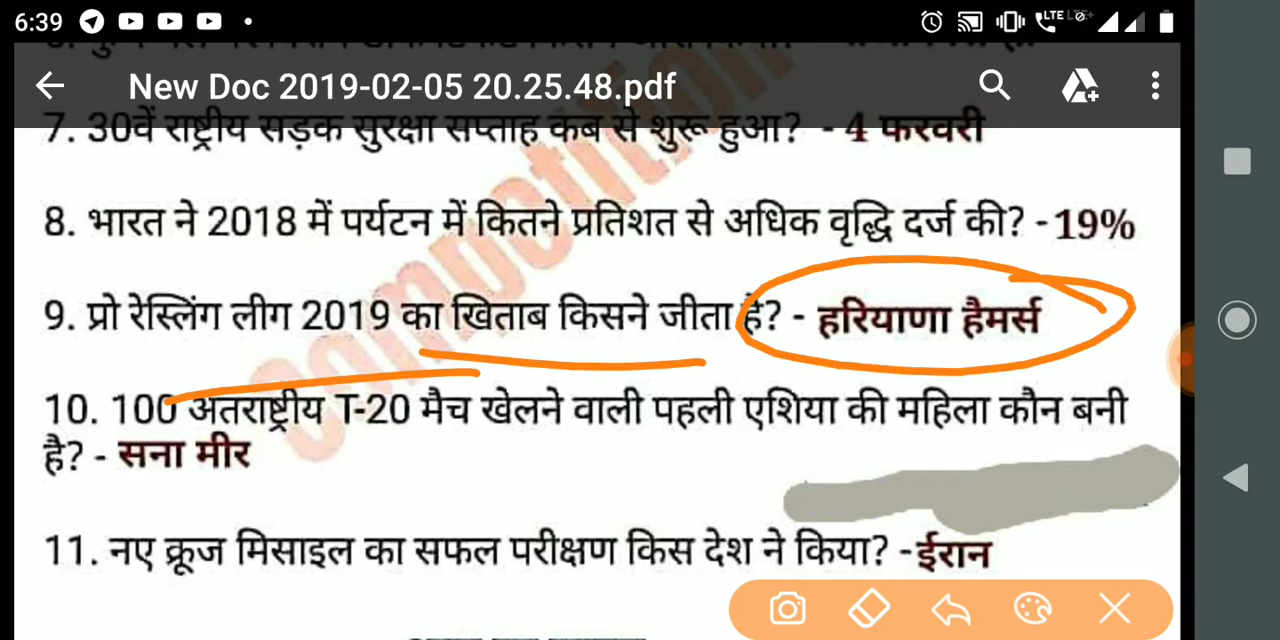 6:39
New Doc 2019-02-05 20.25.48.pdf
7. 30वें राष्ट्रीय सड़क सुरक्षा सप्ताह कब से शुरू हुआ? - 4 फरवरी
8. भारत ने 2018 में पर्यटन में कितने प्रतिशत से अधिक वृद्धि दर्ज की? - 19%
9. प्रो रेस्लिंग लीग 2019 का खिताब किसने जीता है? - हरियाणा हैमर्स
10. 100 अंतराष्ट्रीय T-20 मैच खेलने वाली पहली एशिया की महिला कौन बनी
है? - सना मीर
11. नए क्रूज मिसाइल का सफल परीक्षण किस देश ने किया? -ईरान